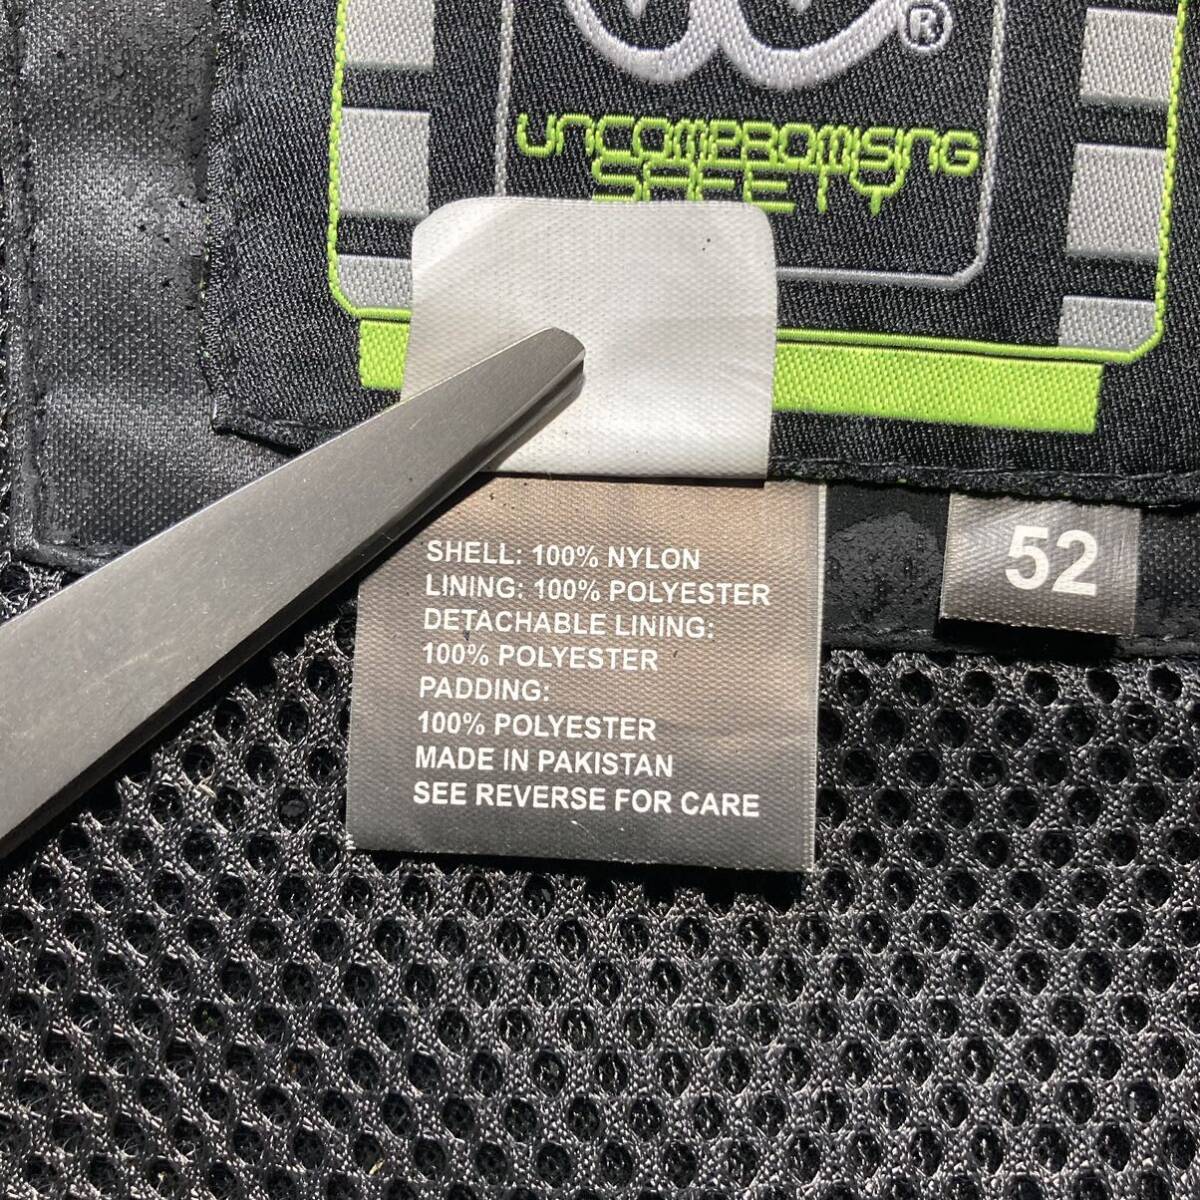 ®
UNCOMPROMISING
SAFETY
SHELL: 100% NYLON
LINING: 100% POLYESTER
DETACHABLE LINING:
100% POLYESTER
PADDING:
100% POLYESTER
MADE IN PAKISTAN
SEE REVERSE FOR CARE
52